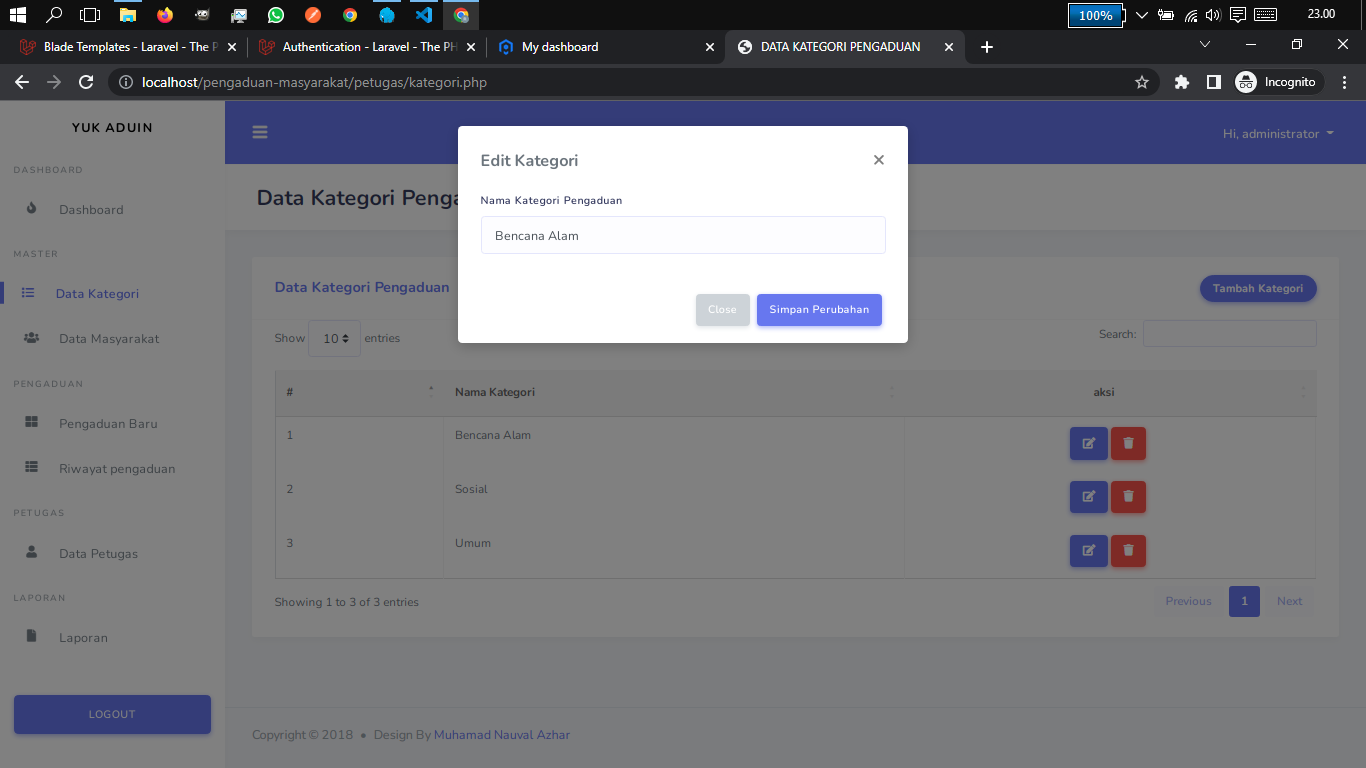 100%
23.00
Blade Templates - Laravel - The P
Authentication - Laravel - The PH
My dashboard
DATA KATEGORI PENGADUAN
localhost/pengaduan-masyarakat/petugas/kategori.php
Incognito
YUK ADUIN
Hi, administrator
DASHBOARD
Dashboard
MASTER
Data Kategori
Data Masyarakat
PENGADUAN
Pengaduan Baru
Riwayat pengaduan
PETUGAS
Data Petugas
LAPORAN
Laporan
LOGOUT
Data Kategori Penga
Edit Kategori
×
Nama Kategori Pengaduan
Bencana Alam
Close
Simpan Perubahan
Data Kategori Pengaduan
Tambah Kategori
Show 10 entries
Search:
# Nama Kategori aksi
1 Bencana Alam
2 Sosial
3 Umum
Showing 1 to 3 of 3 entries
Previous 1 Next
Copyright © 2018 • Design By Muhamad Nauval Azhar